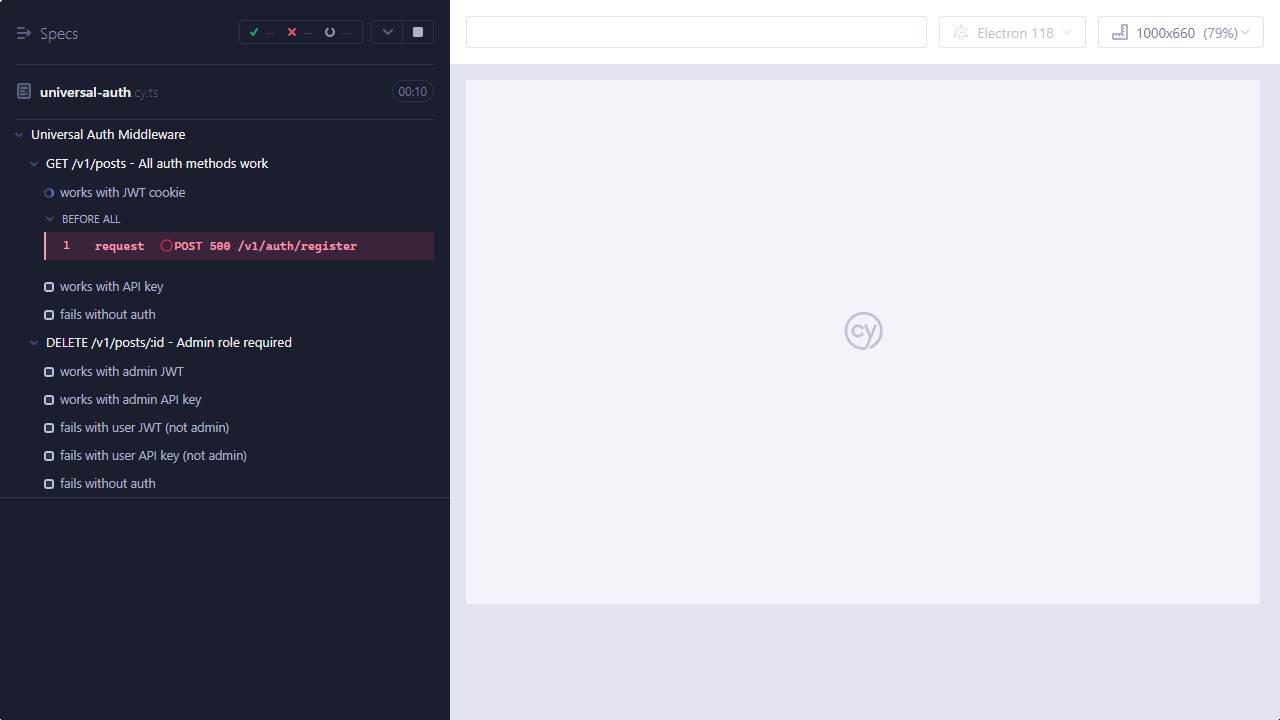 Specs
-- -- --
universal-auth.cy.ts 00:10
Universal Auth Middleware
GET /v1/posts - All auth methods work
works with JWT cookie
BEFORE ALL
1 request POST 500 /v1/auth/register
works with API key
fails without auth
DELETE /v1/posts/:id - Admin role required
works with admin JWT
works with admin API key
fails with user JWT (not admin)
fails with user API key (not admin)
fails without auth
Electron 118
1000x660 (79%)
cy